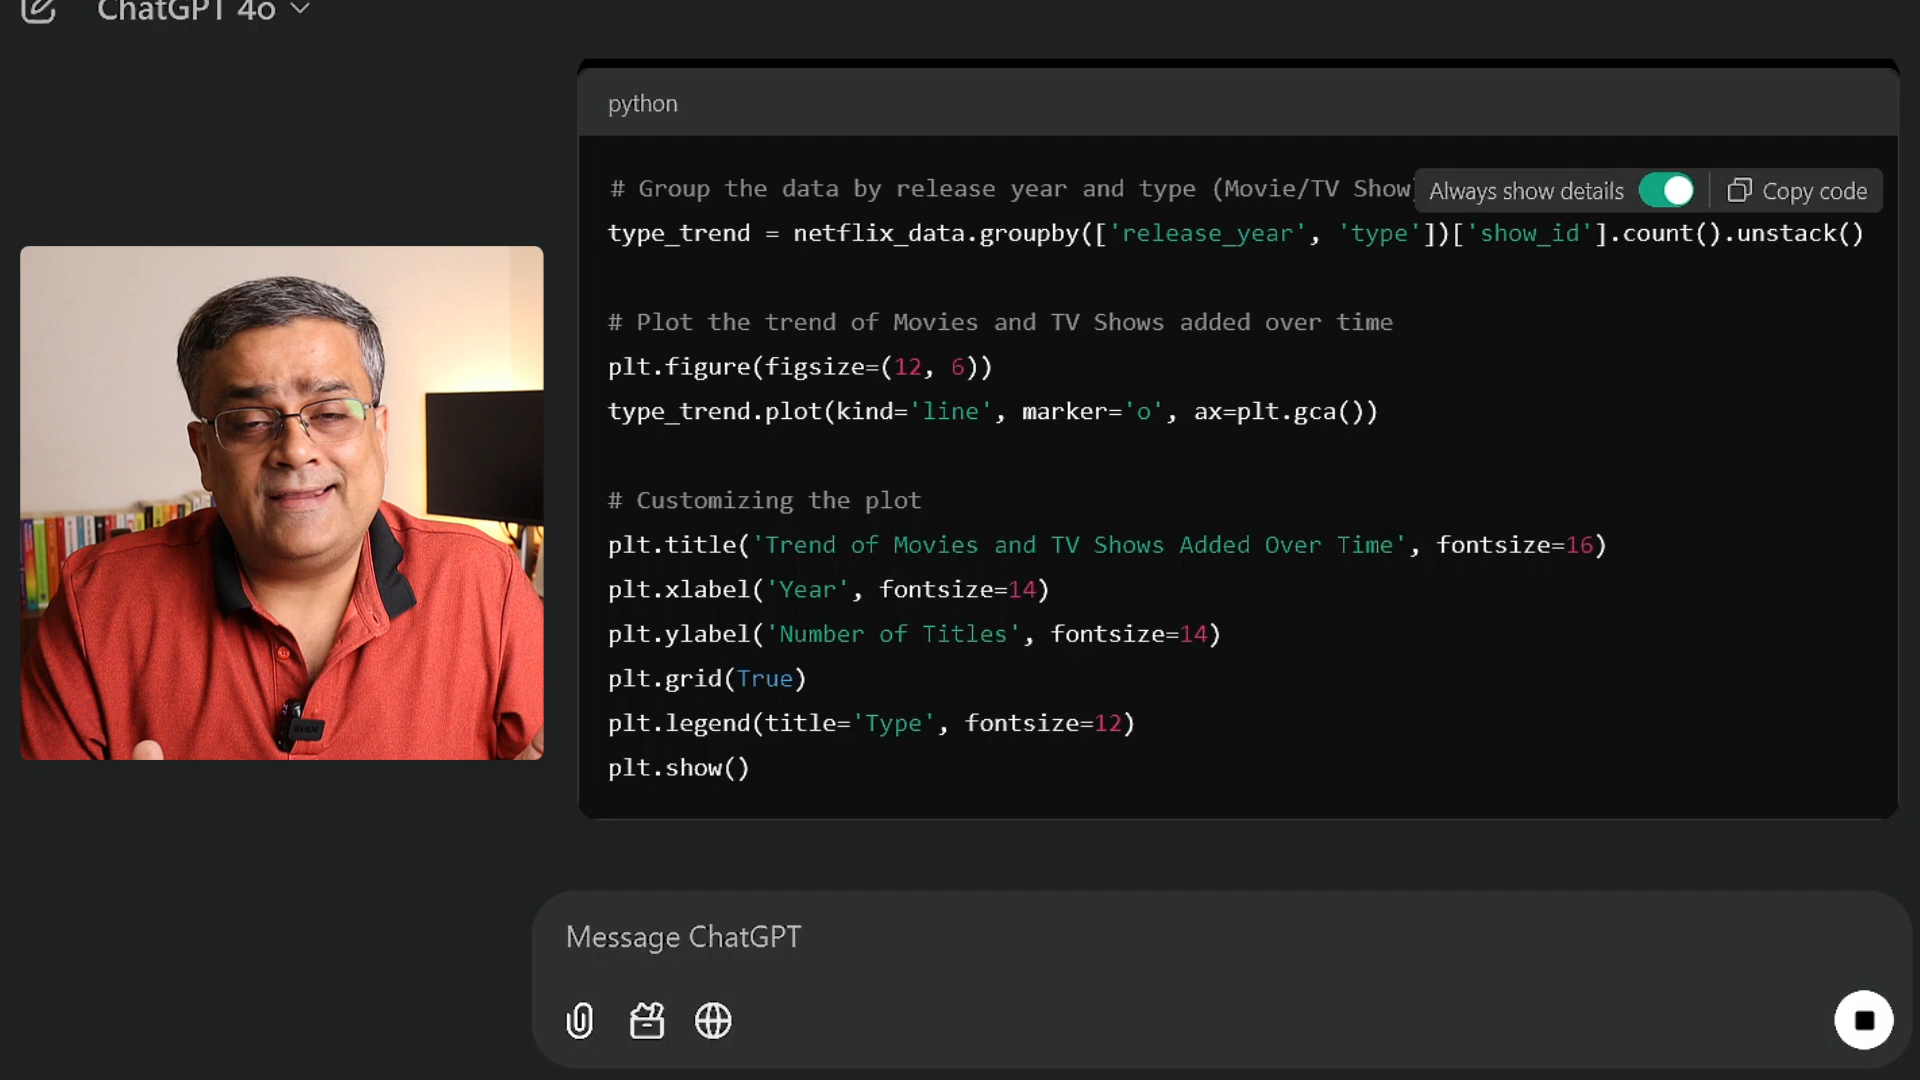 ChatGPT 4o
python
# Group the data by release year and type (Movie/TV Show
Always show details
Copy code
type_trend = netflix_data.groupby(['release_year', 'type'])['show_id'].count().unstack()
# Plot the trend of Movies and TV Shows added over time
plt.figure(figsize=(12, 6))
type_trend.plot(kind='line', marker='o', ax=plt.gca())
# Customizing the plot
plt.title('Trend of Movies and TV Shows Added Over Time', fontsize=16)
plt.xlabel('Year', fontsize=14)
plt.ylabel('Number of Titles', fontsize=14)
plt.grid(True)
plt.legend(title='Type', fontsize=12)
plt.show()
RODE
Message ChatGPT